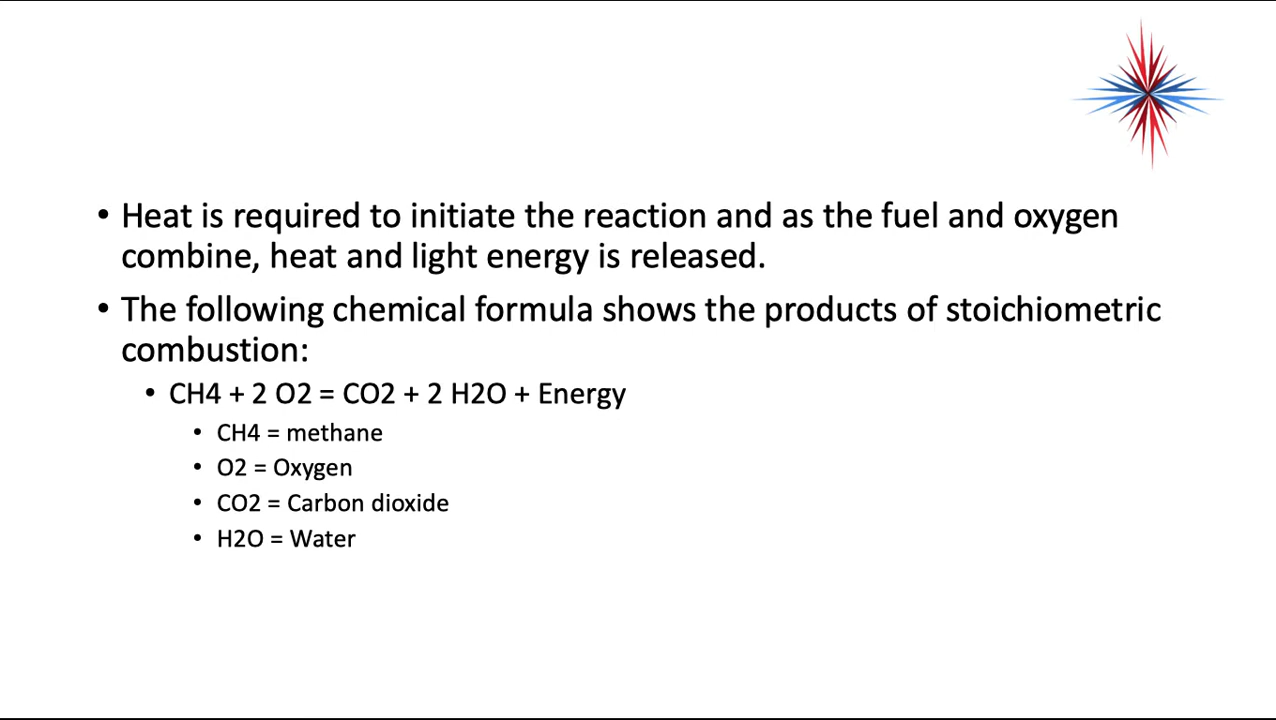 • Heat is required to initiate the reaction and as the fuel and oxygen
combine, heat and light energy is released.
• The following chemical formula shows the products of stoichiometric
combustion:
• CH4 + 2 O2 = CO2 + 2 H2O + Energy
• CH4 = methane
• O2 = Oxygen
• CO2 = Carbon dioxide
• H2O = Water